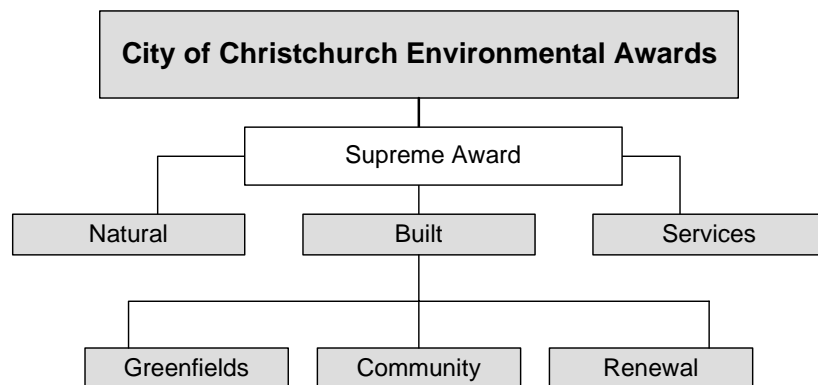 City of Christchurch Environmental Awards
Supreme Award
Natural
Built
Services
Greenfields
Community
Renewal